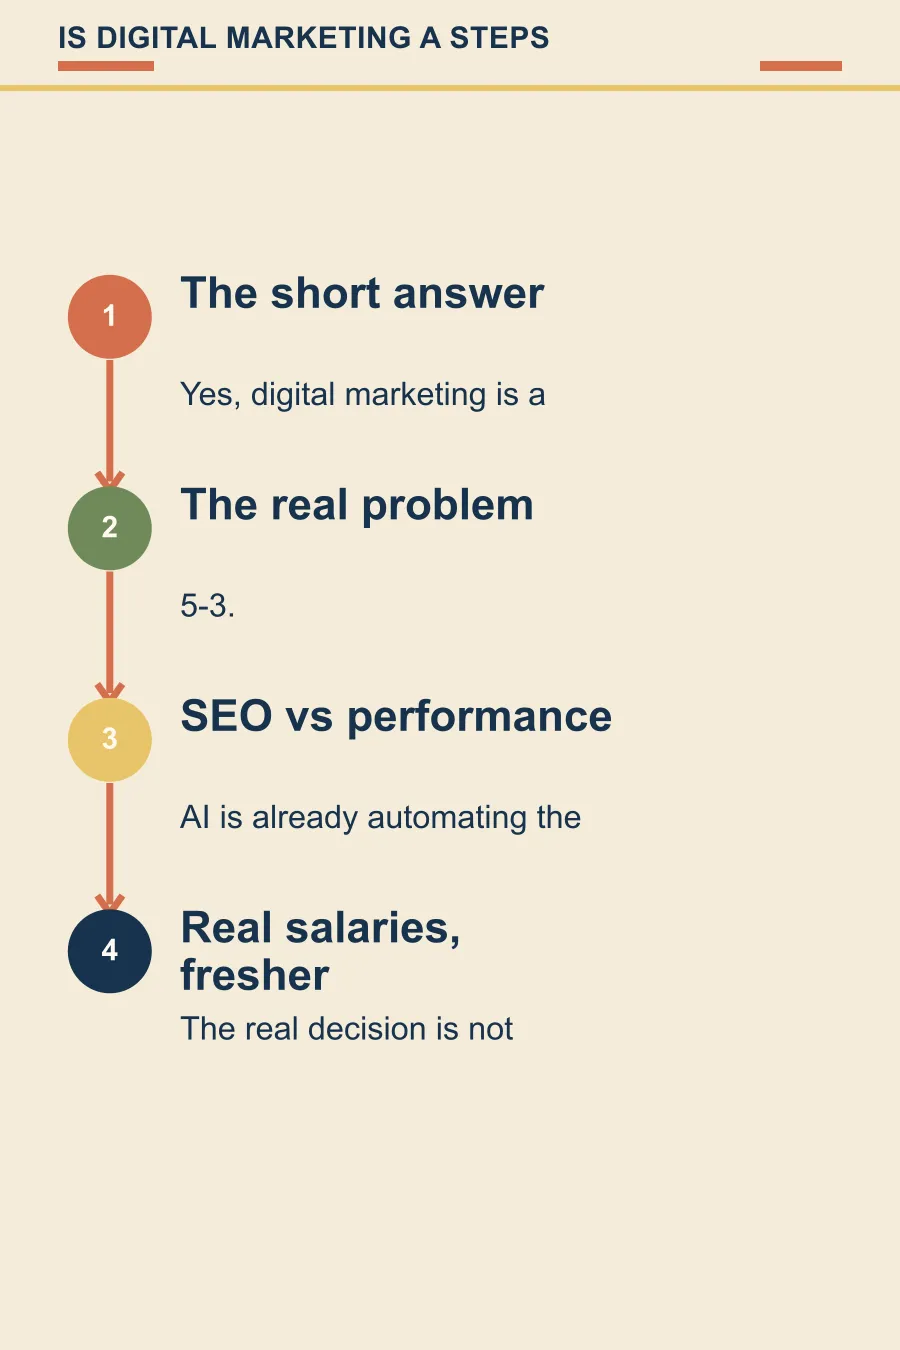 IS DIGITAL MARKETING A STEPS
1
The short answer
Yes, digital marketing is a
2
The real problem
5-3.
3
SEO vs performance
AI is already automating the
4
Real salaries,
fresher
The real decision is not